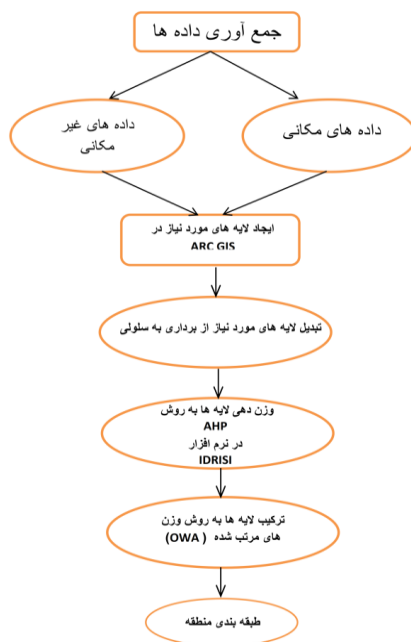 جمع آوری داده ها
داده های مکانی
داده های غیر
مکانی
ایجاد لایه های مورد نیاز در
ARC GIS
تبدیل لایه های مورد نیاز از برداری به سلولی
وزن دهی لایه ها به روش
AHP
در نرم افزار
IDRISI
ترکیب لایه ها به روش وزن
های مرتب شده (OWA )
طبقه بندی منطقه